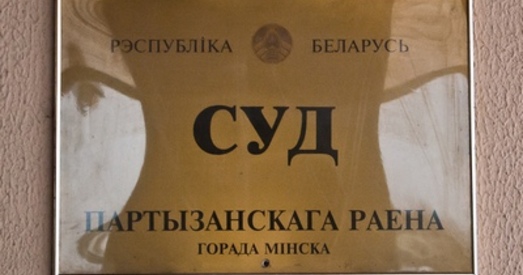 РЭСПУБЛІКА БЕЛАРУСЬ
СУД
ПАРТЫЗАНСКАГА РАЕНА
ГОРАДА МІНСКА